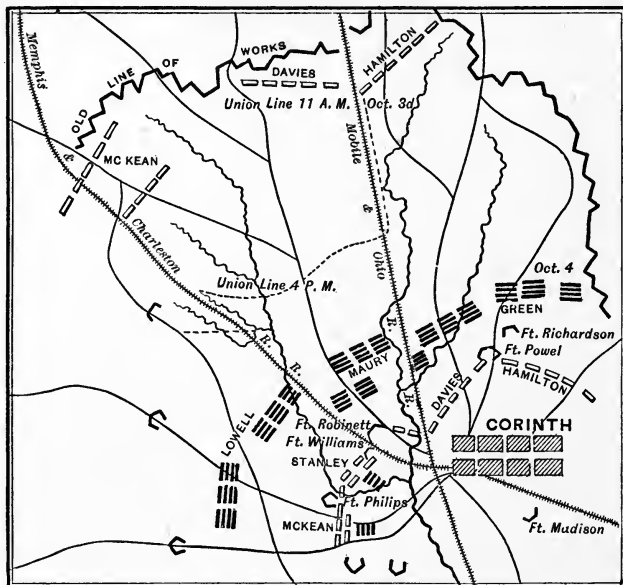 Memphis & Charleston R. R.
OLD LINE OF WORKS
DAVIES
HAMILTON
Union Line 11 A. M. Oct. 3d
Mobile & Ohio R. R.
MC KEAN
Union Line 4 P. M.
Oct. 4
GREEN
Ft. Richardson
Ft. Powel
MAURY
DAVIES
HAMILTON
LOWELL
Ft. Robinett
Ft. Williams
CORINTH
STANLEY
Ft. Philips
MCKEAN
Ft. Madison